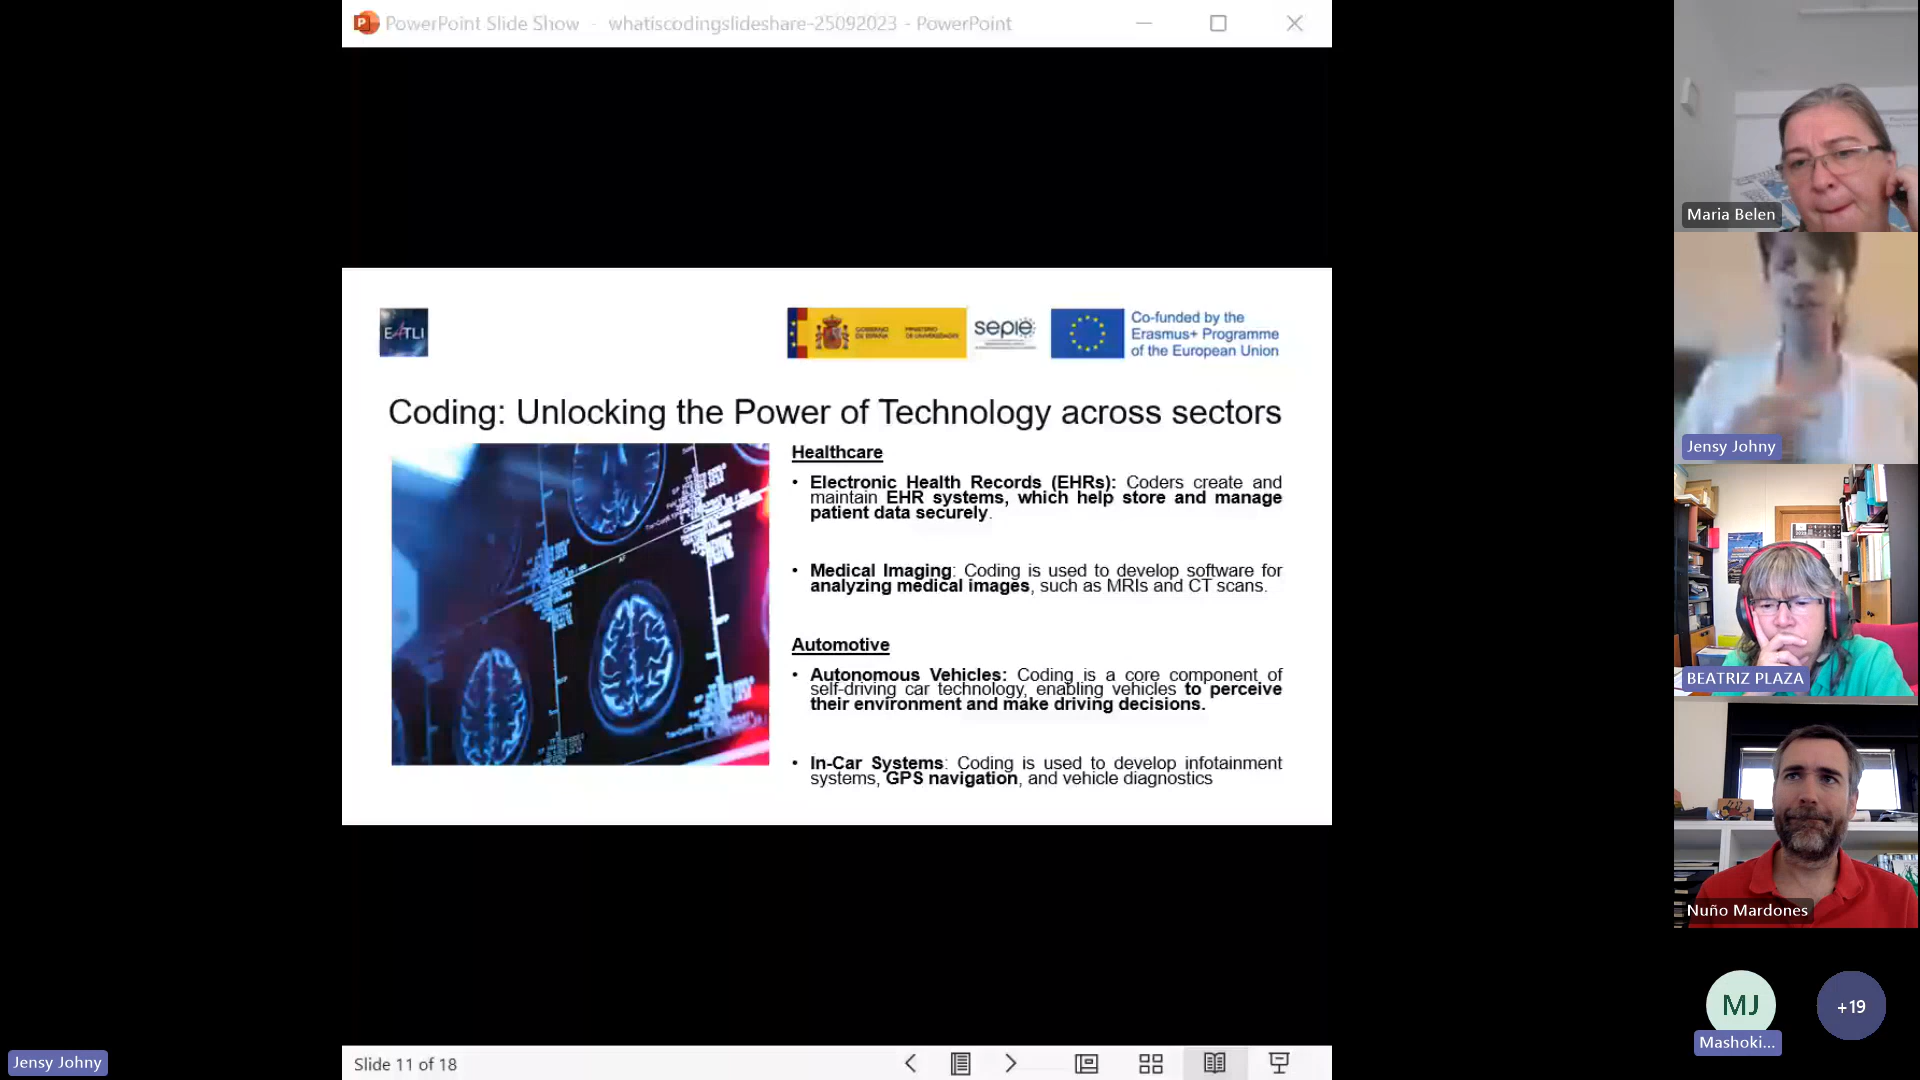 PowerPoint Slide Show - whatiscodingslideshare-25092023 - PowerPoint
EATLI
GOBIERNO
DE ESPAÑA
MINISTERIO
DE UNIVERSIDADES
sepie
Co-funded by the
Erasmus+ Programme
of the European Union
Coding: Unlocking the Power of Technology across sectors
Healthcare
• Electronic Health Records (EHRs): Coders create and
maintain EHR systems, which help store and manage
patient data securely.
• Medical Imaging: Coding is used to develop software for
analyzing medical images, such as MRIs and CT scans.
Automotive
• Autonomous Vehicles: Coding is a core component of
self-driving car technology, enabling vehicles to perceive
their environment and make driving decisions.
• In-Car Systems: Coding is used to develop infotainment
systems, GPS navigation, and vehicle diagnostics
Slide 11 of 18
Jensy Johny
Maria Belen
Jensy Johny
BEATRIZ PLAZA
Nuño Mardones
MJ
Mashoki...
+19